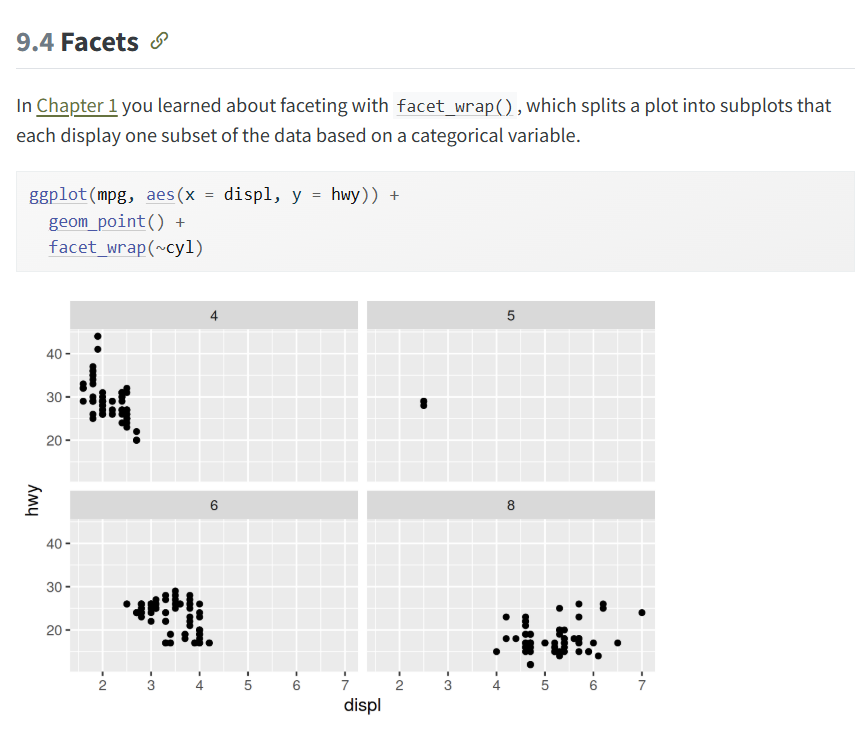 9.4 Facets
In Chapter 1 you learned about faceting with facet_wrap(), which splits a plot into subplots that
each display one subset of the data based on a categorical variable.
ggplot(mpg, aes(x = displ, y = hwy)) +
  geom_point() +
  facet_wrap(~cyl)
4 5
40
30
20
hwy
6 8
40
30
20
2 3 4 5 6 7 2 3 4 5 6 7
displ